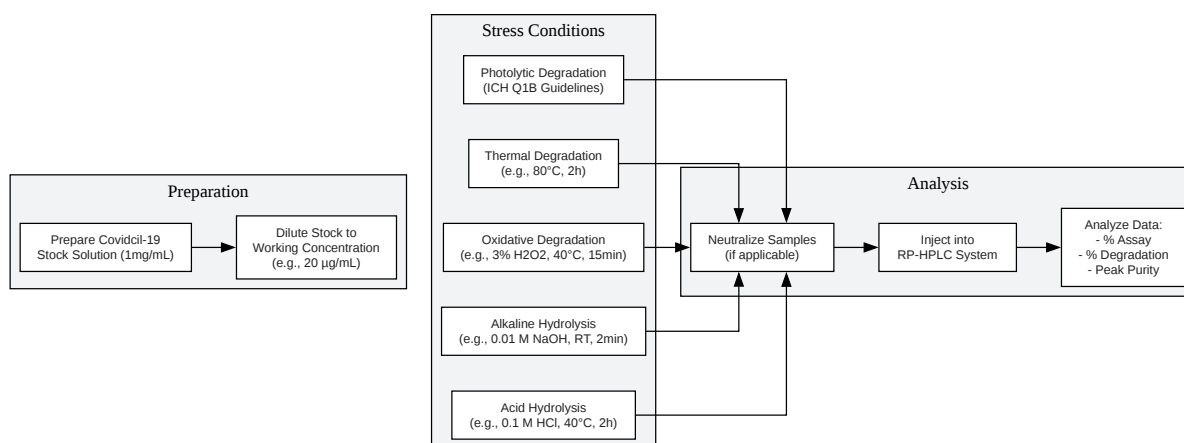 Stress Conditions
Photolytic Degradation
(ICH Q1B Guidelines)
Thermal Degradation
(e.g., 80°C, 2h)
Preparation
Prepare Covidcil-19
Stock Solution (1mg/mL)
Dilute Stock to
Working Concentration
(e.g., 20 µg/mL)
Oxidative Degradation
(e.g., 3% H2O2, 40°C, 15min)
Alkaline Hydrolysis
(e.g., 0.01 M NaOH, RT, 2min)
Acid Hydrolysis
(e.g., 0.1 M HCl, 40°C, 2h)
Analysis
Neutralize Samples
(if applicable)
Inject into
RP-HPLC System
Analyze Data:
- % Assay
- % Degradation
- Peak Purity